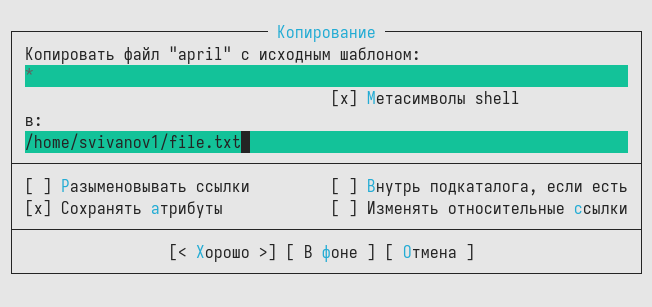 Копирование
Копировать файл "april" с исходным шаблоном:
*
[x] Метасимволы shell
в:
/home/svivanov1/file.txt
[ ] Разыменовывать ссылки [ ] Внутрь подкаталога, если есть
[x] Сохранять атрибуты [ ] Изменять относительные ссылки
[< Хорошо >] [ В фоне ] [ Отмена ]